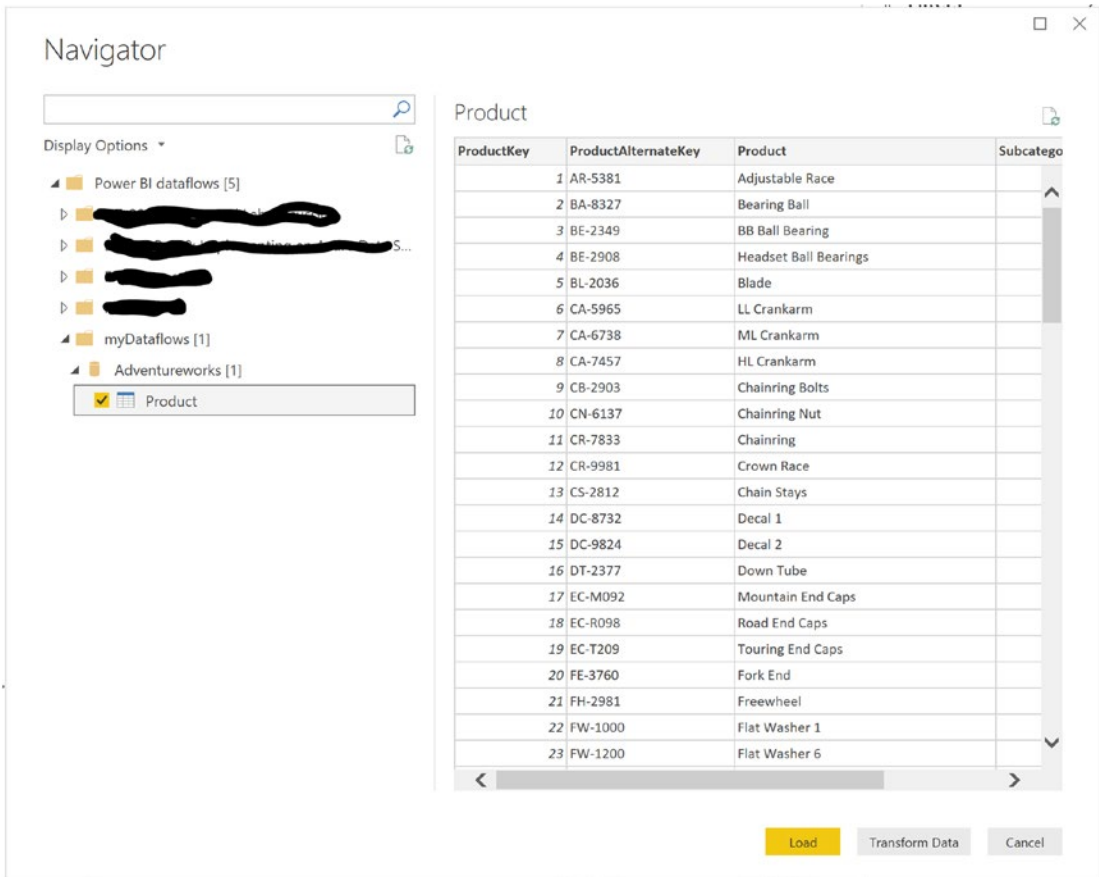 Navigator
Display Options
Power BI dataflows [5]
S...
myDataflows [1]
Adventureworks [1]
Product
Product
ProductKey ProductAlternateKey Product Subcatego
1 AR-5381 Adjustable Race
2 BA-8327 Bearing Ball
3 BE-2349 BB Ball Bearing
4 BE-2908 Headset Ball Bearings
5 BL-2036 Blade
6 CA-5965 LL Crankarm
7 CA-6738 ML Crankarm
8 CA-7457 HL Crankarm
9 CB-2903 Chainring Bolts
10 CN-6137 Chainring Nut
11 CR-7833 Chainring
12 CR-9981 Crown Race
13 CS-2812 Chain Stays
14 DC-8732 Decal 1
15 DC-9824 Decal 2
16 DT-2377 Down Tube
17 EC-M092 Mountain End Caps
18 EC-R098 Road End Caps
19 EC-T209 Touring End Caps
20 FE-3760 Fork End
21 FH-2981 Freewheel
22 FW-1000 Flat Washer 1
23 FW-1200 Flat Washer 6
Load Transform Data Cancel